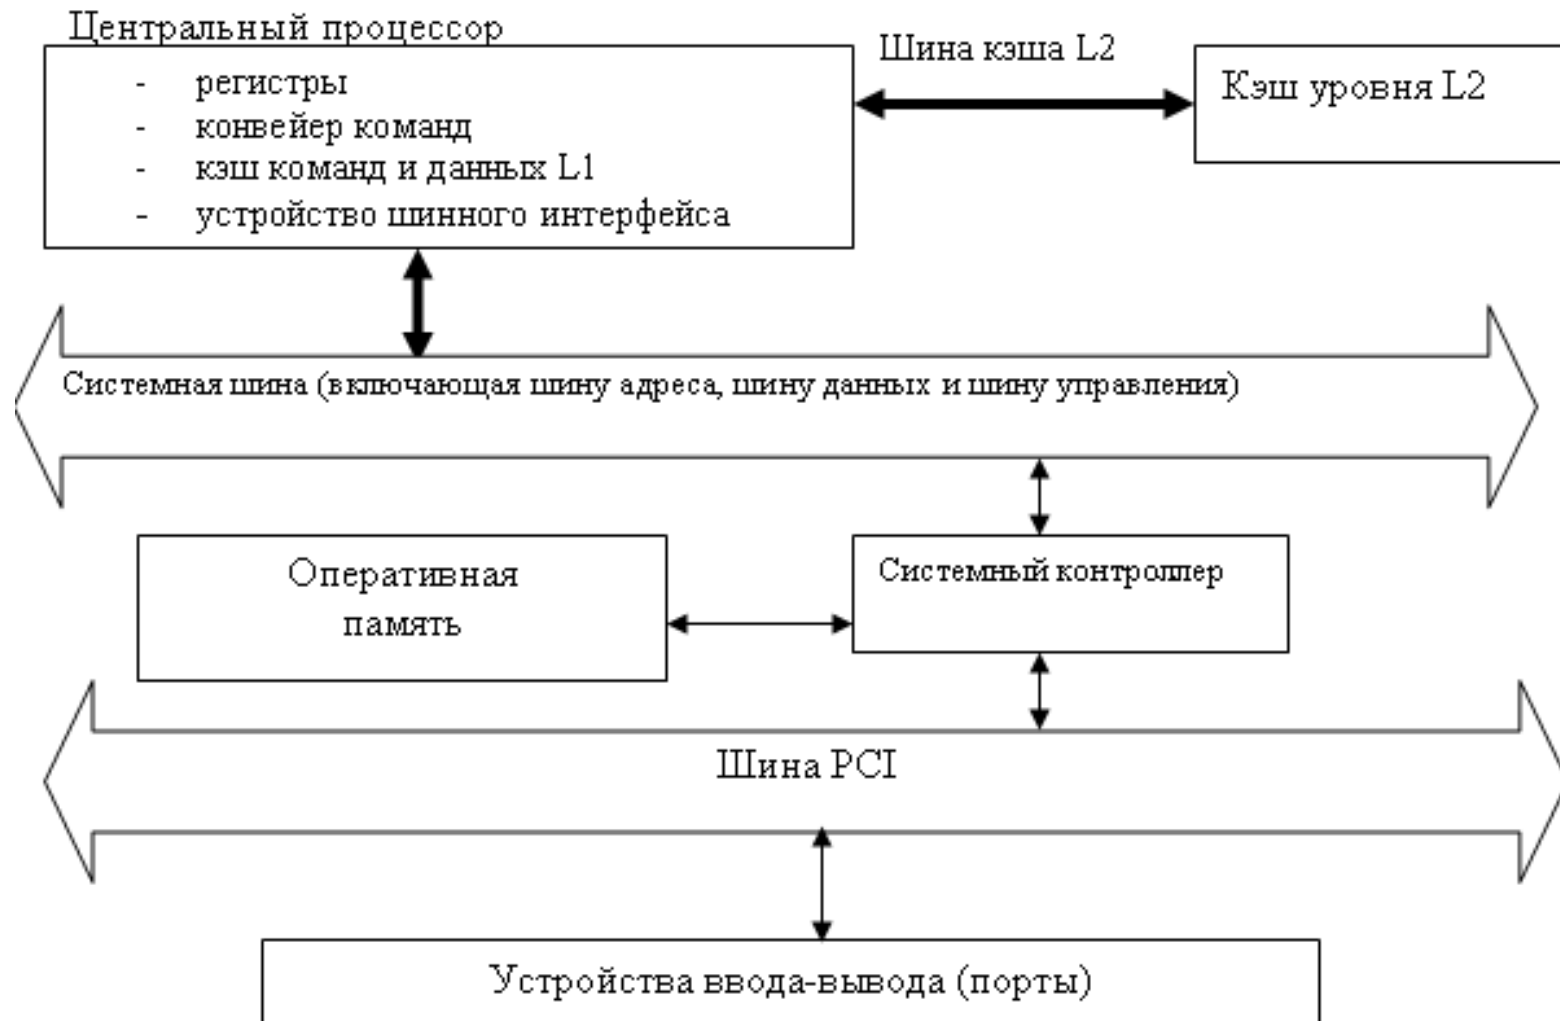 Центральный процессор
Шина кэша L2
Кэш уровня L2
- регистры
- конвейер команд
- кэш команд и данных L1
- устройство шинного интерфейса
Системная шина (включающая шину адреса, шину данных и шину управления)
Оперативная
память
Системный контроллер
Шина PCI
Устройства ввода-вывода (порты)